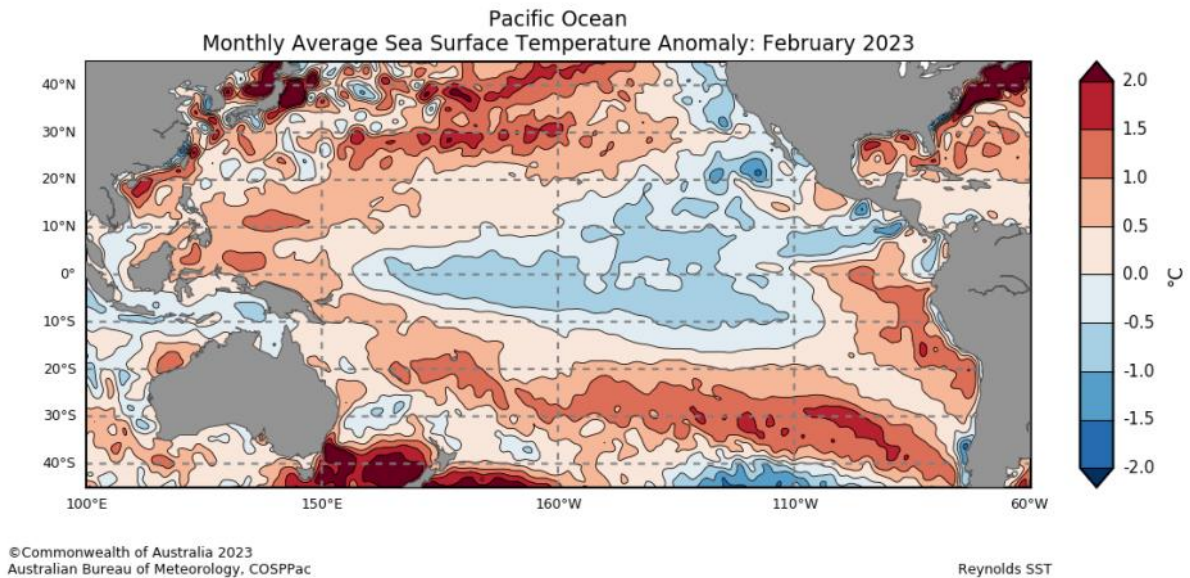 Pacific Ocean
Monthly Average Sea Surface Temperature Anomaly: February 2023
40°N
30°N
20°N
10°N
0°
10°S
20°S
30°S
40°S
100°E
150°E
160°W
110°W
60°W
2.0
1.5
1.0
0.5
0.0
-0.5
-1.0
-1.5
-2.0
°C
©Commonwealth of Australia 2023
Australian Bureau of Meteorology, COSPPac
Reynolds SST